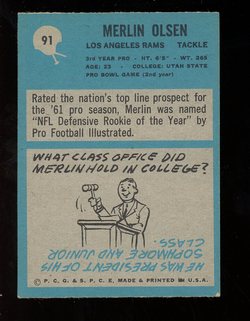 91
MERLIN OLSEN
LOS ANGELES RAMS TACKLE
3rd YEAR PRO - HT. 6'5" - WT. 265
AGE: 23 - COLLEGE: UTAH STATE
PRO BOWL GAME (2nd year)
Rated the nation's top line prospect for
the '61 pro season, Merlin was named
"NFL Defensive Rookie of the Year" by
Pro Football Illustrated.
WHAT CLASS OFFICE DID
MERLIN HOLD IN COLLEGE?
HE WAS PRESIDENT OF HIS
SOPHMORE AND JUNIOR
CLASS.
© P. C. G. & S. P. C. E. MADE & PRINTED IN U.S.A.